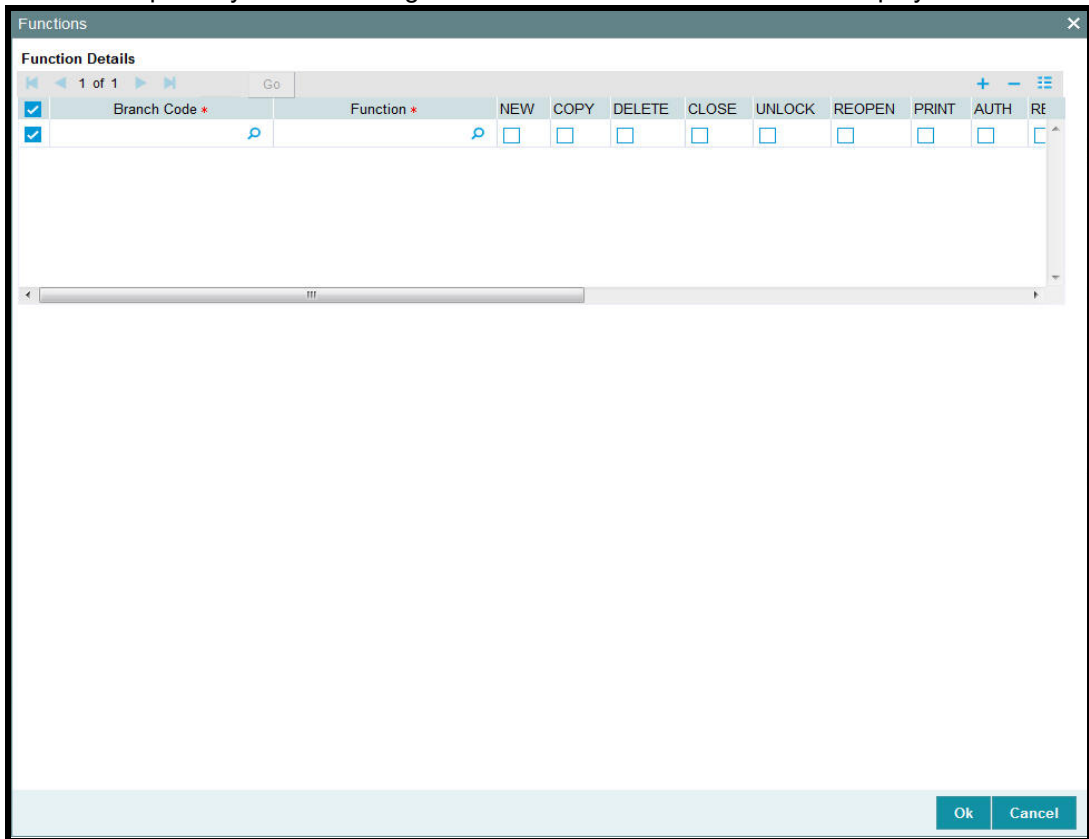 Functions
Function Details
1 of 1 Go
Branch Code * Function * NEW COPY DELETE CLOSE UNLOCK REOPEN PRINT AUTH RE
Ok Cancel